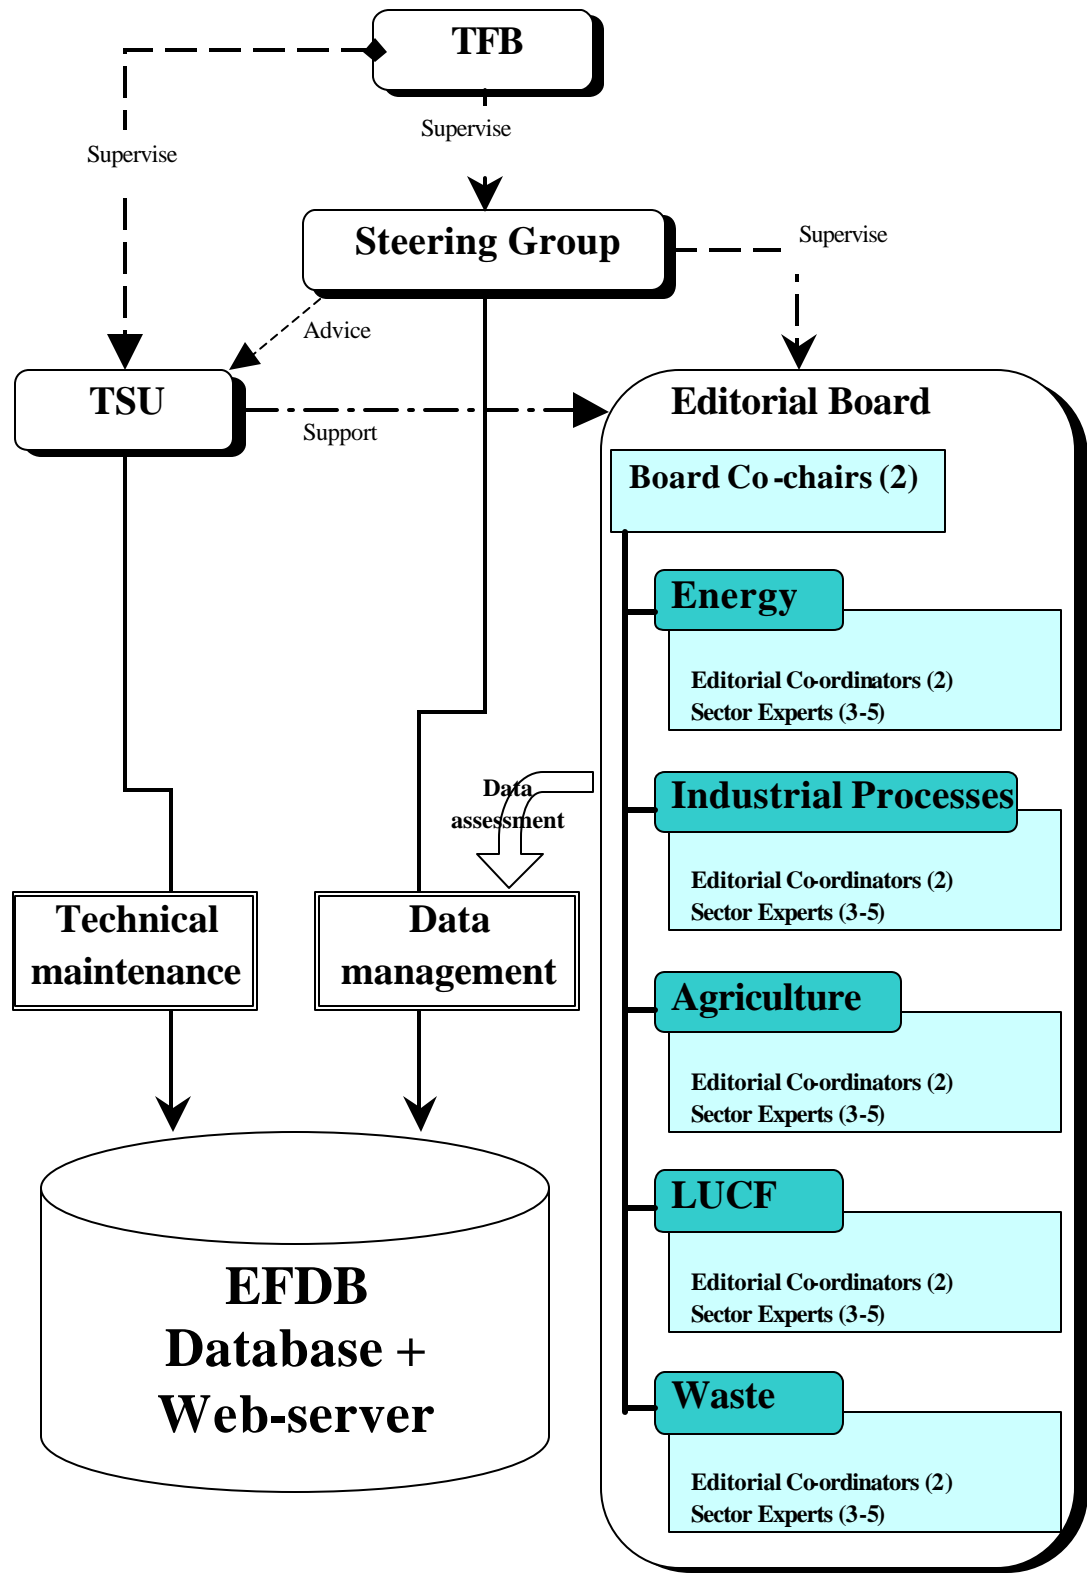 TFB
Supervise
Supervise
Steering Group
Supervise
Advice
TSU
Support
Editorial Board
Board Co-chairs (2)
Energy
Editorial Co-ordinators (2)
Sector Experts (3-5)
Industrial Processes
Editorial Co-ordinators (2)
Sector Experts (3-5)
Agriculture
Editorial Co-ordinators (2)
Sector Experts (3-5)
LUCF
Editorial Co-ordinators (2)
Sector Experts (3-5)
Waste
Editorial Co-ordinators (2)
Sector Experts (3-5)
Data
assessment
Technical
maintenance
Data
management
EFDB
Database +
Web-server